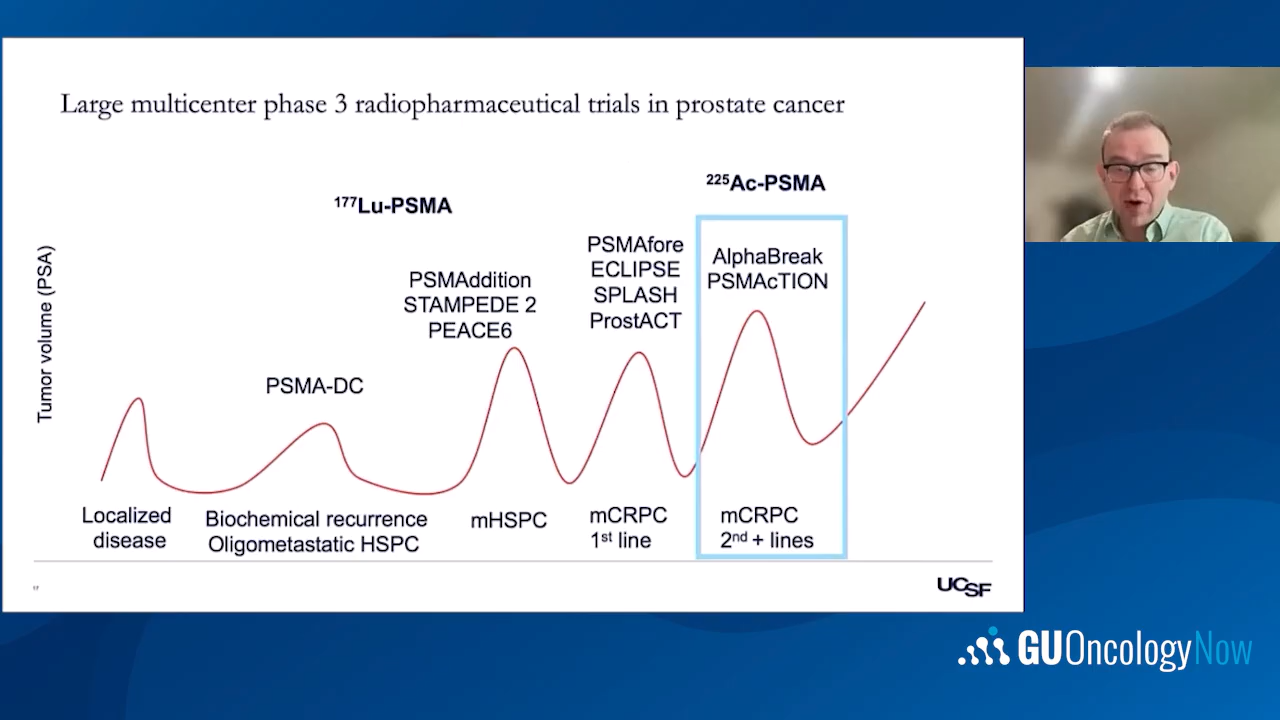 Large multicenter phase 3 radiopharmaceutical trials in prostate cancer
²²⁵Ac-PSMA
¹⁷⁷Lu-PSMA
Tumor volume (PSA)
PSMA-DC
PSMAddition
STAMPEDE 2
PEACE6
PSMAfore
ECLIPSE
SPLASH
ProstACT
AlphaBreak
PSMAcTION
Localized
disease
Biochemical recurrence
Oligometastatic HSPC
mHSPC
mCRPC
1ˢᵗ line
mCRPC
2ⁿᵈ + lines
UCSF
GUOncologyNow